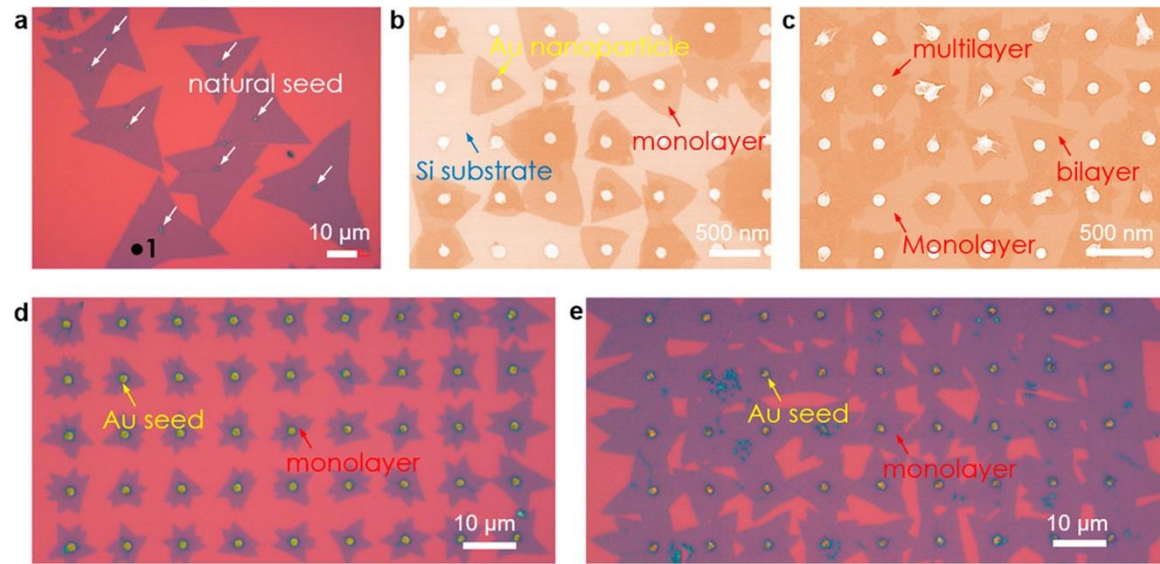 a
natural seed
1
10 µm
b
Au nanoparticle
monolayer
Si substrate
500 nm
c
multilayer
bilayer
Monolayer
500 nm
d
Au seed
monolayer
10 µm
e
Au seed
monolayer
10 µm